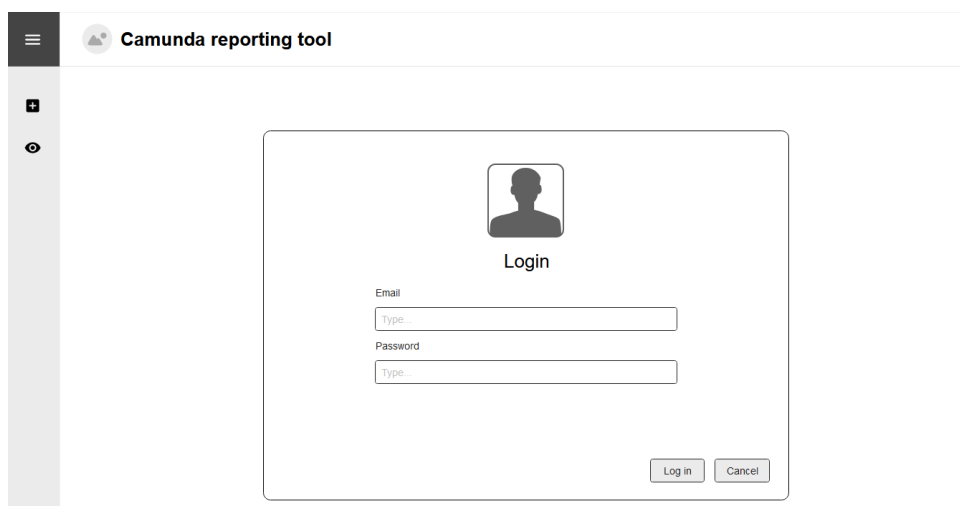 Camunda reporting tool
Login
Email
Type...
Password
Type...
Log in Cancel